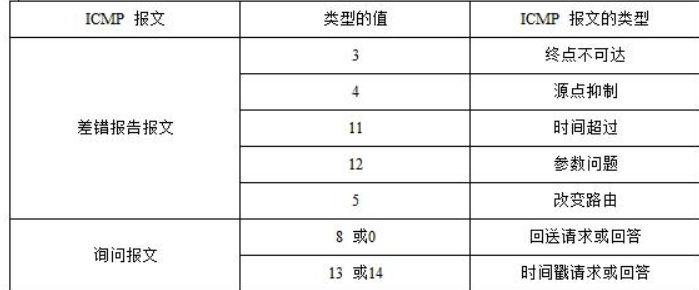 ICMP 报文 类型的值 ICMP 报文的类型
差错报告报文 3 终点不可达
4 源点抑制
11 时间超过
12 参数问题
5 改变路由
询问报文 8 或0 回送请求或回答
13 或14 时间戳请求或回答